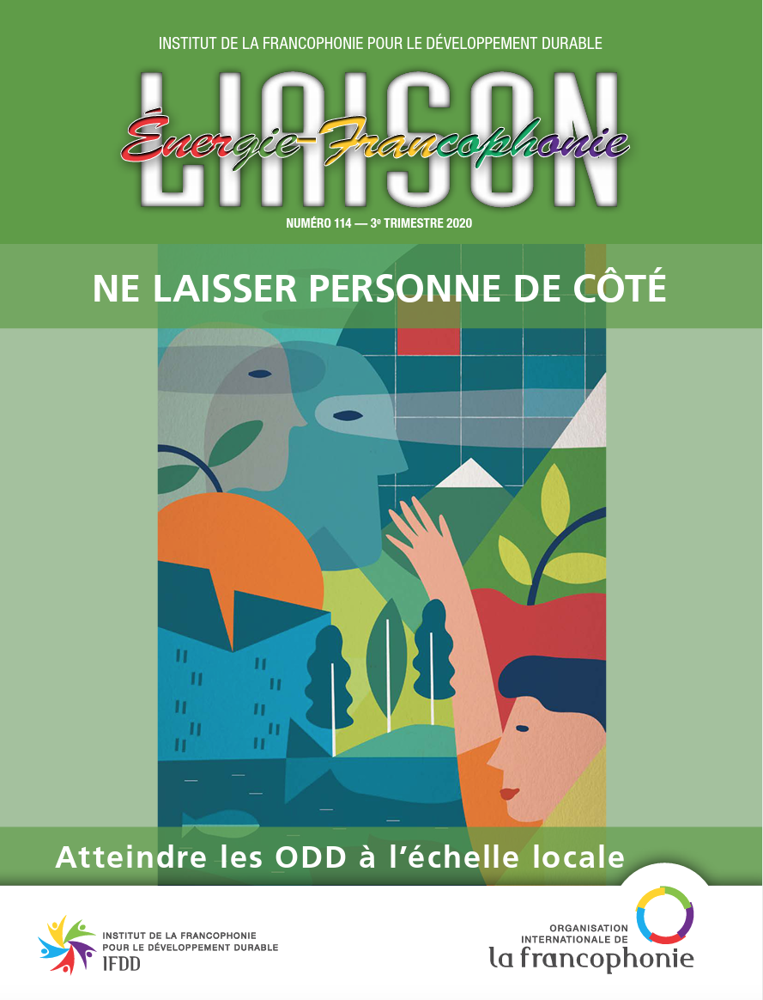 INSTITUT DE LA FRANCOPHONIE POUR LE DÉVELOPPEMENT DURABLE
LIAISON
Énergie-Francophonie
NUMÉRO 114 — 3e TRIMESTRE 2020
NE LAISSER PERSONNE DE CÔTÉ
Atteindre les ODD à l’échelle locale
INSTITUT DE LA FRANCOPHONIE
POUR LE DÉVELOPPEMENT DURABLE
IFDD
ORGANISATION
INTERNATIONALE DE
la francophonie